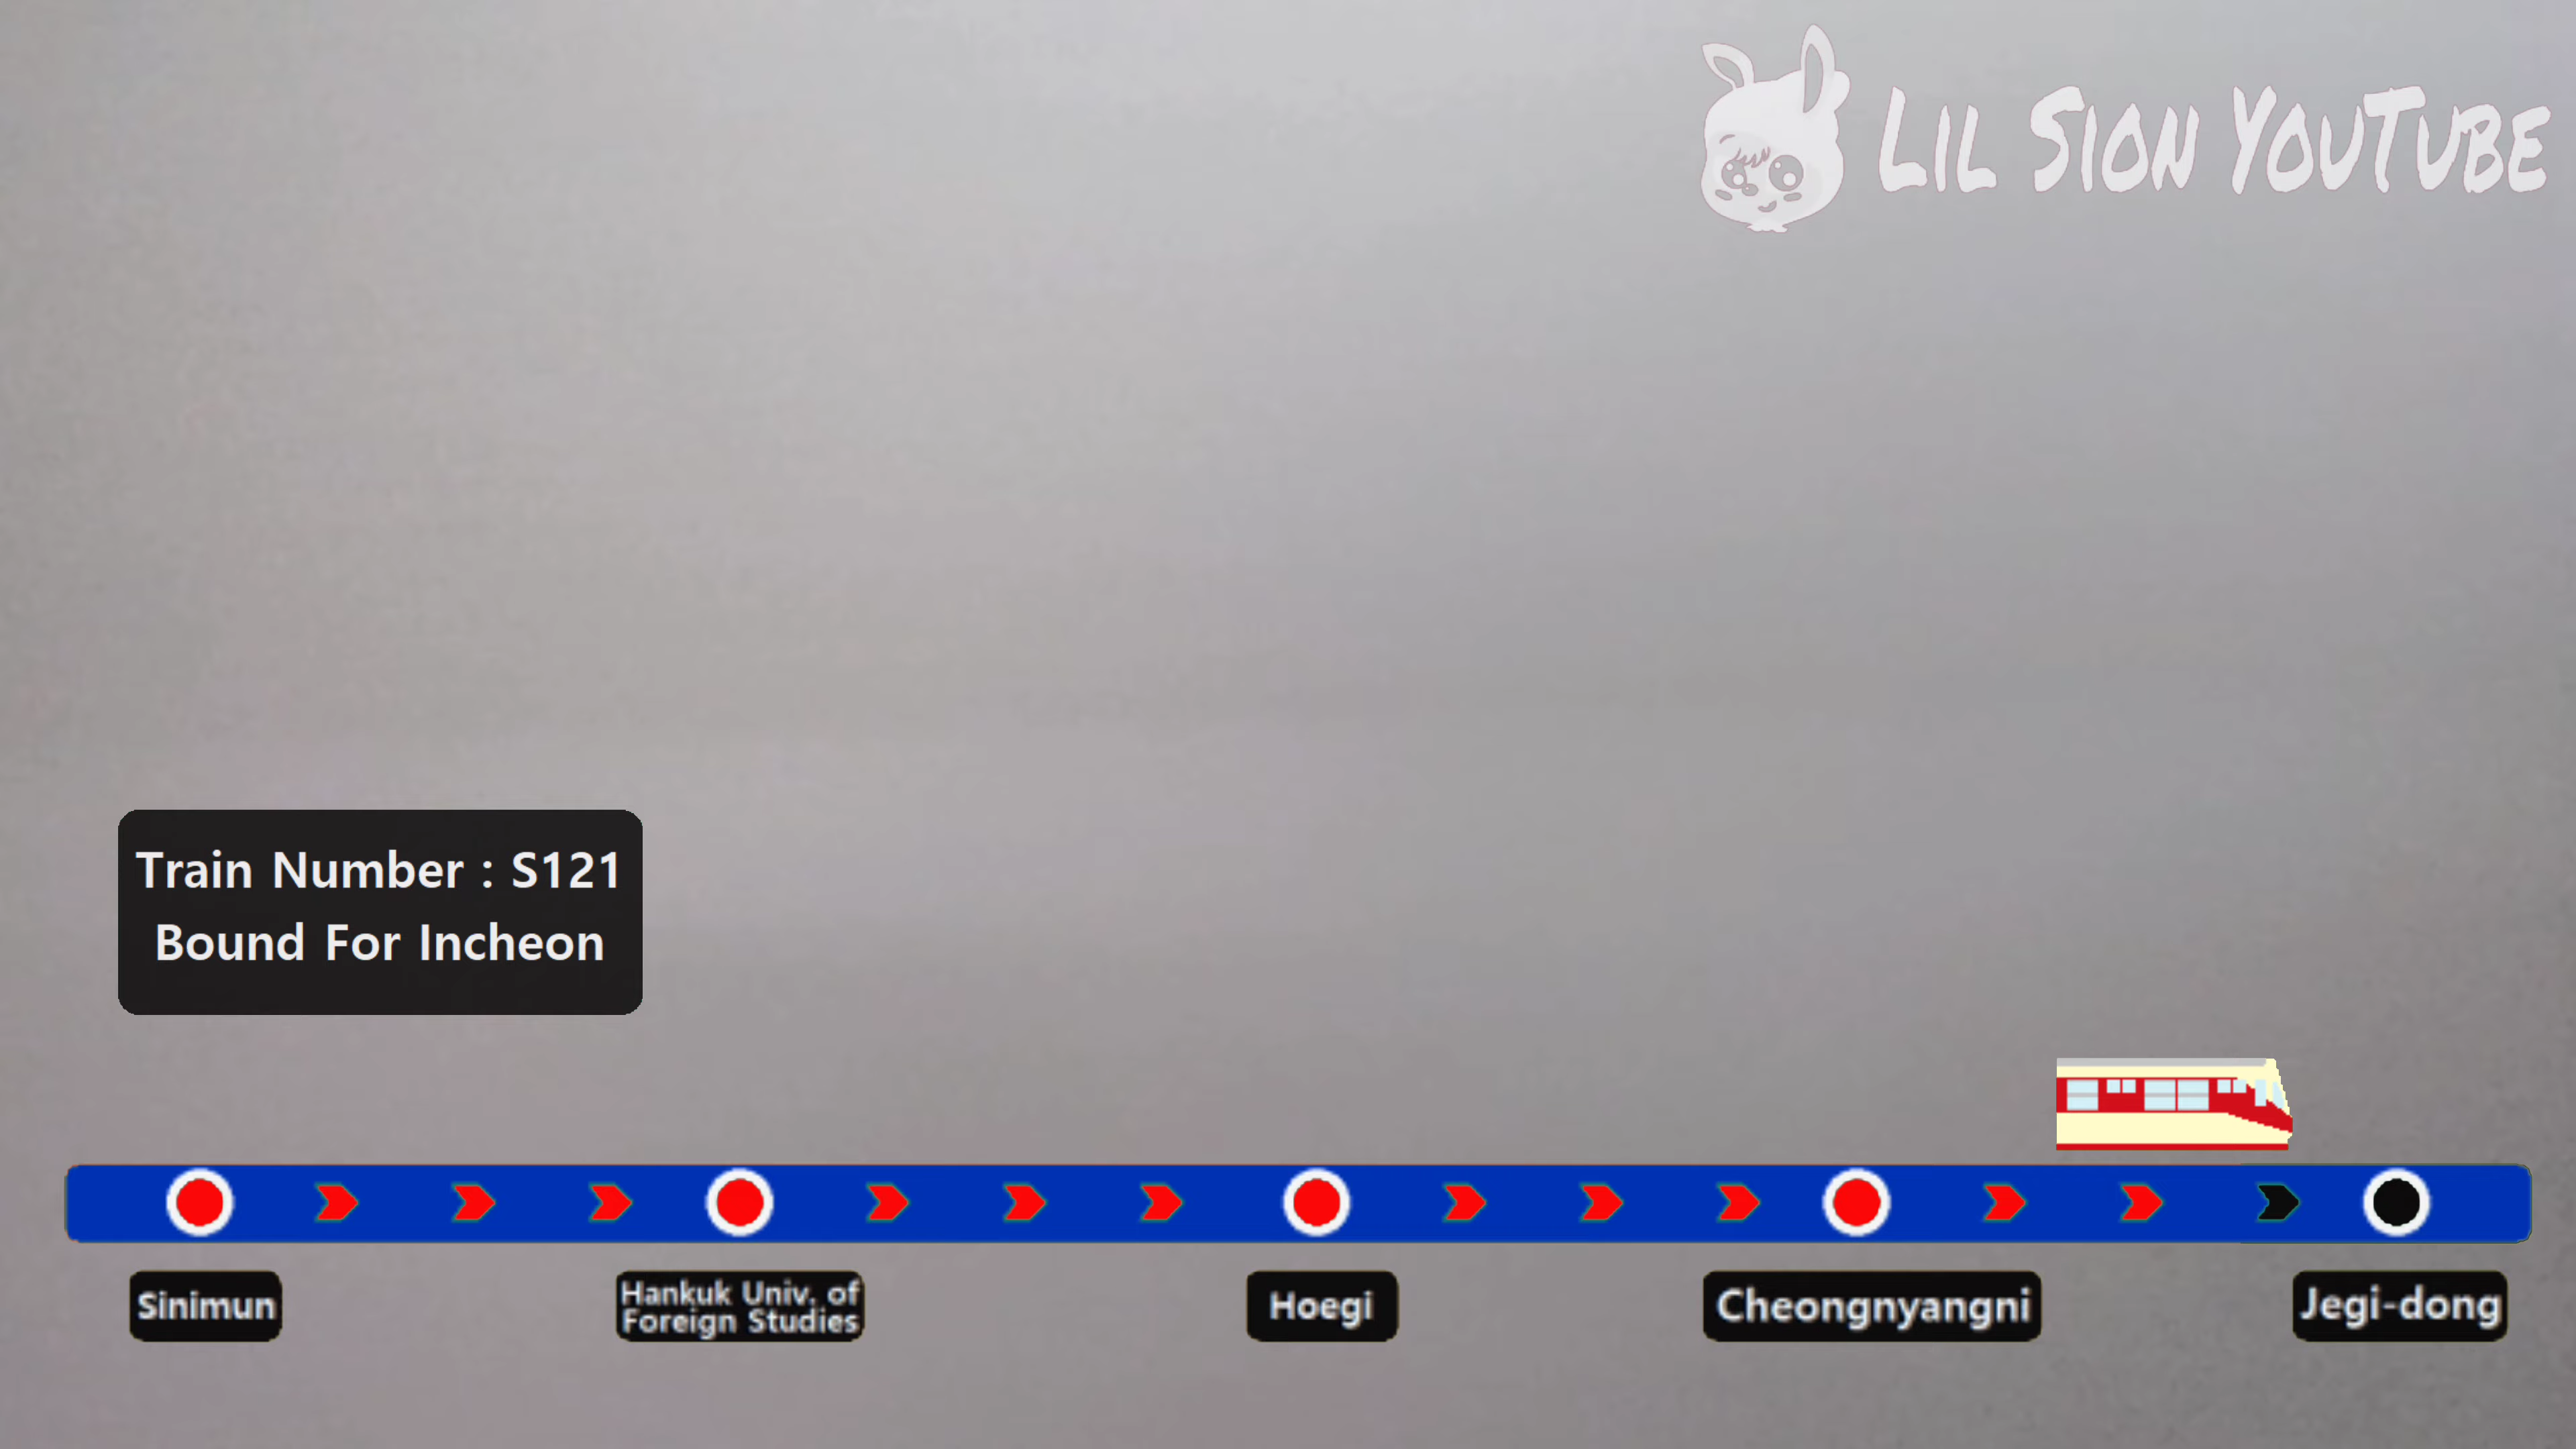 LIL SION YOUTUBE
Train Number : S121
Bound For Incheon
Sinimun
Hankuk Univ. of
Foreign Studies
Hoegi
Cheongnyangni
Jegi-dong